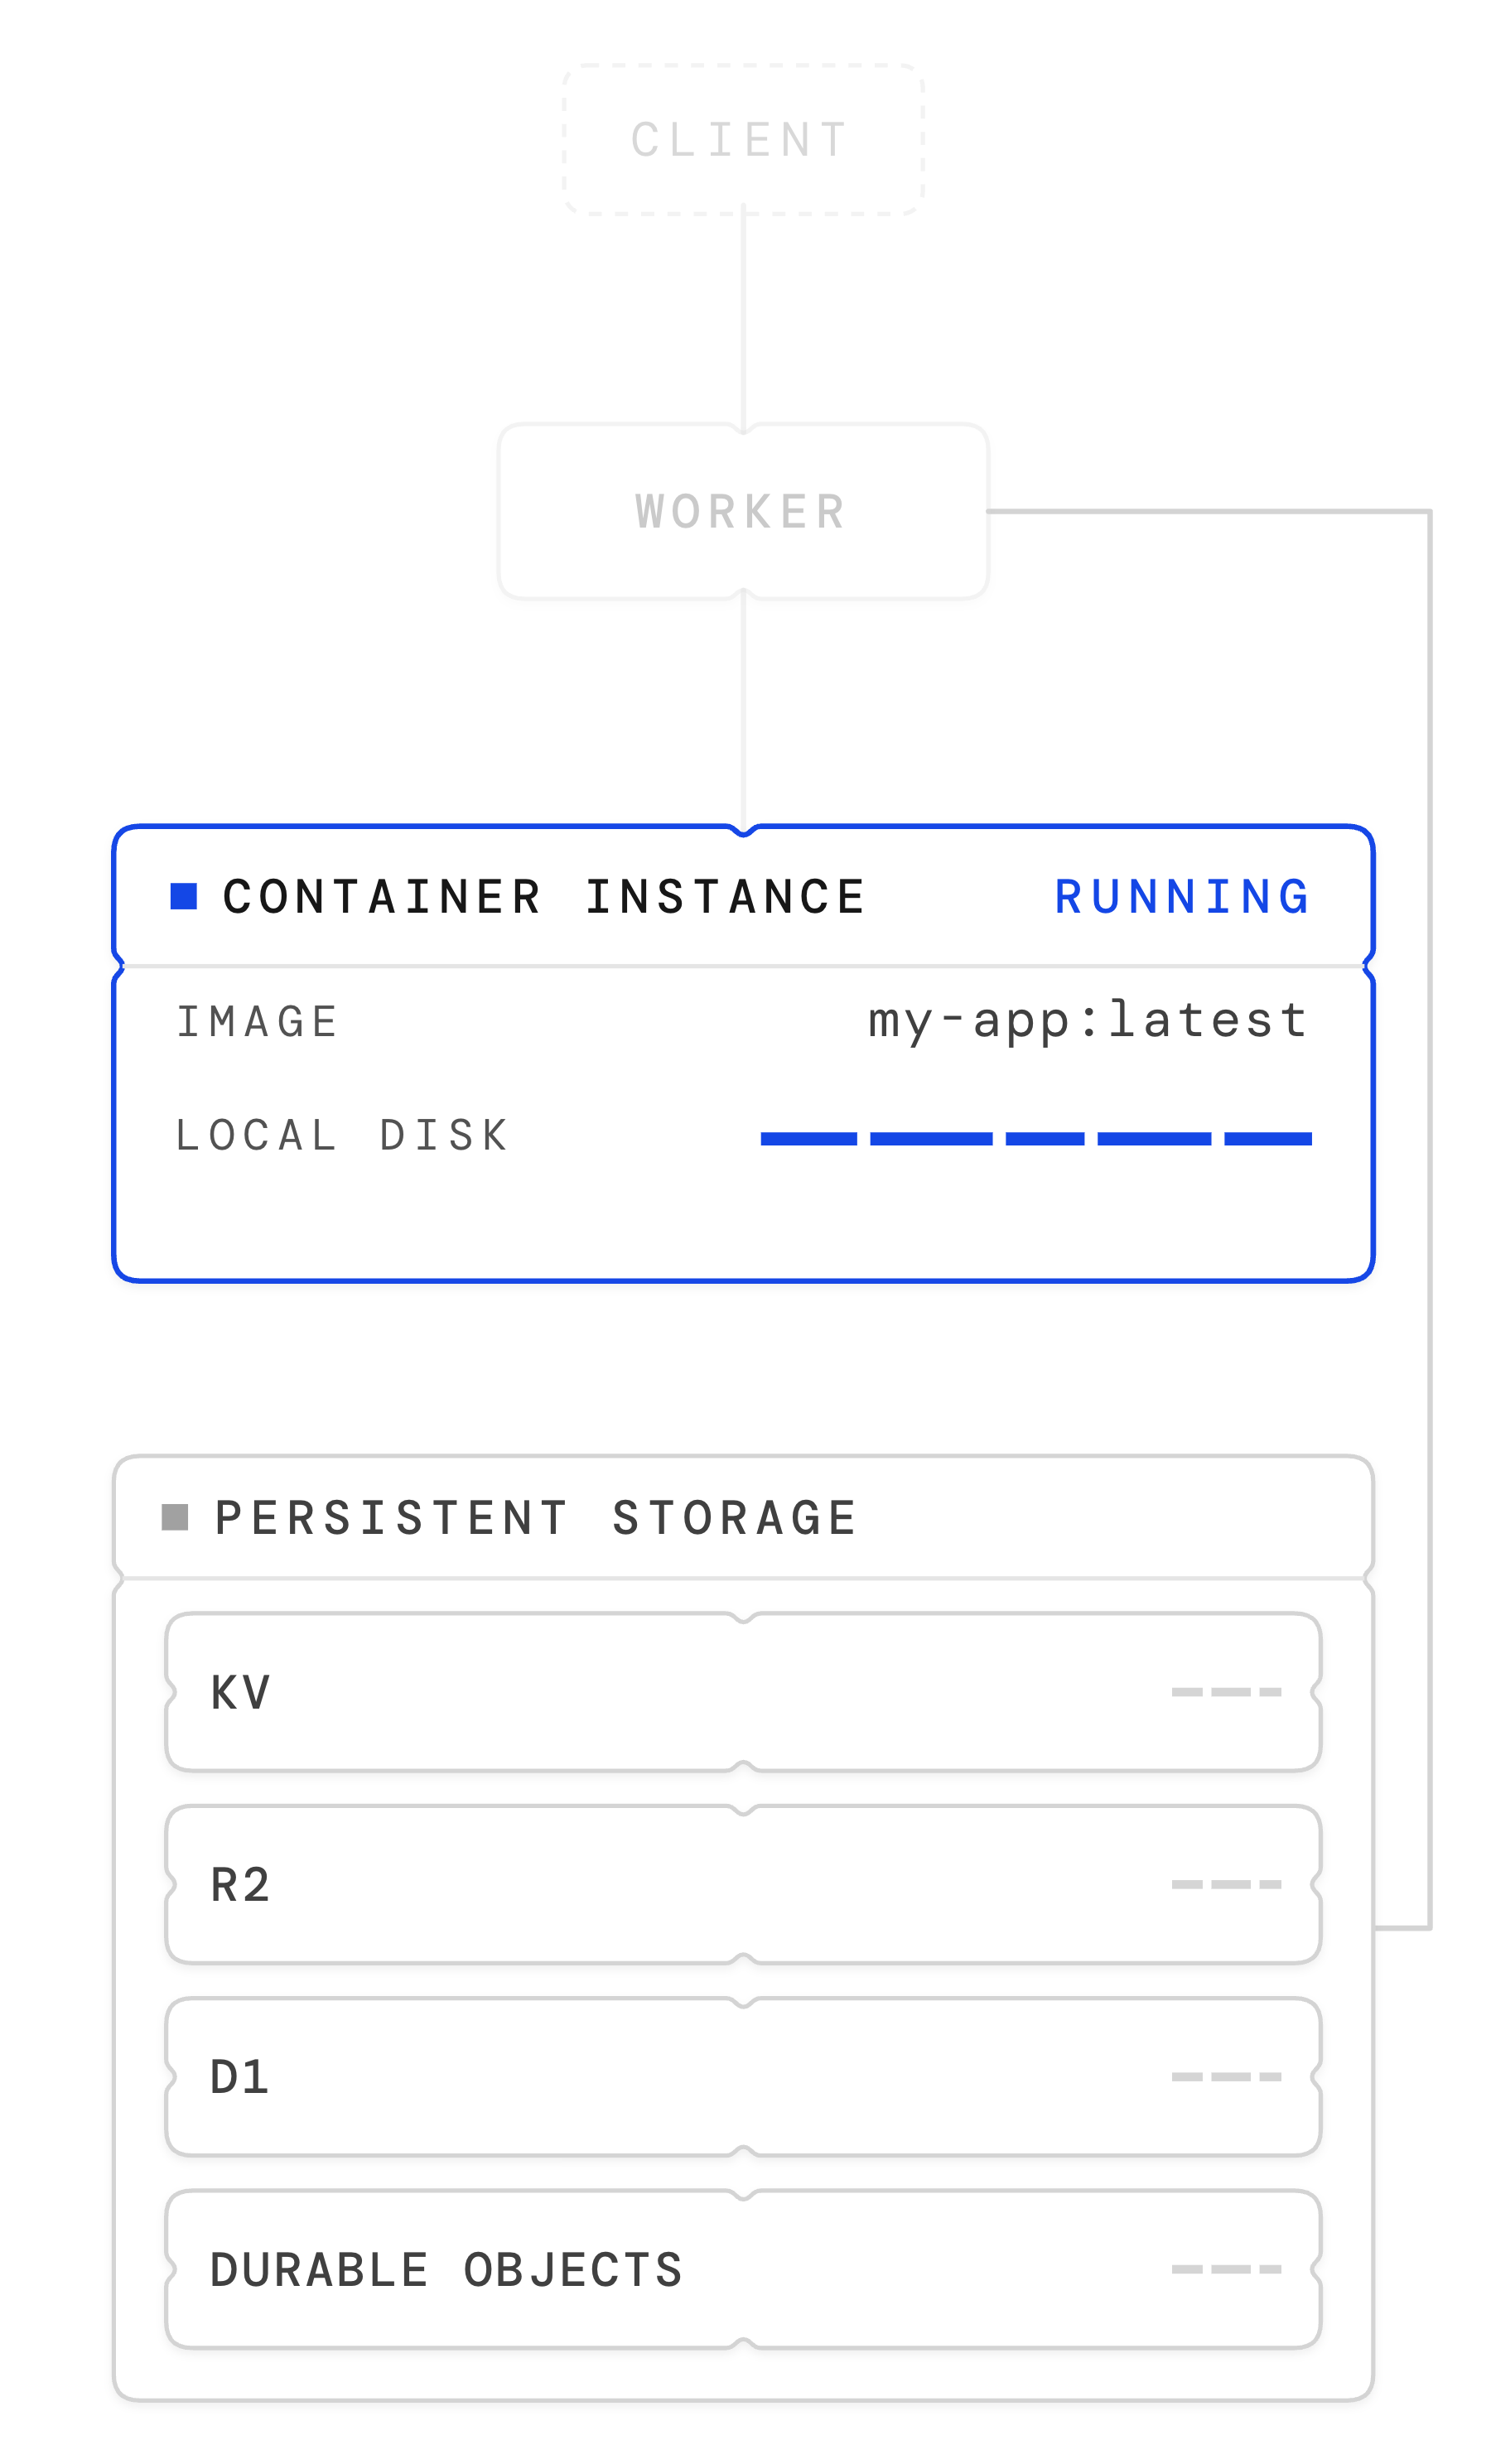 CLIENT
WORKER
CONTAINER INSTANCE RUNNING
IMAGE my-app:latest
LOCAL DISK
PERSISTENT STORAGE
KV
R2
D1
DURABLE OBJECTS